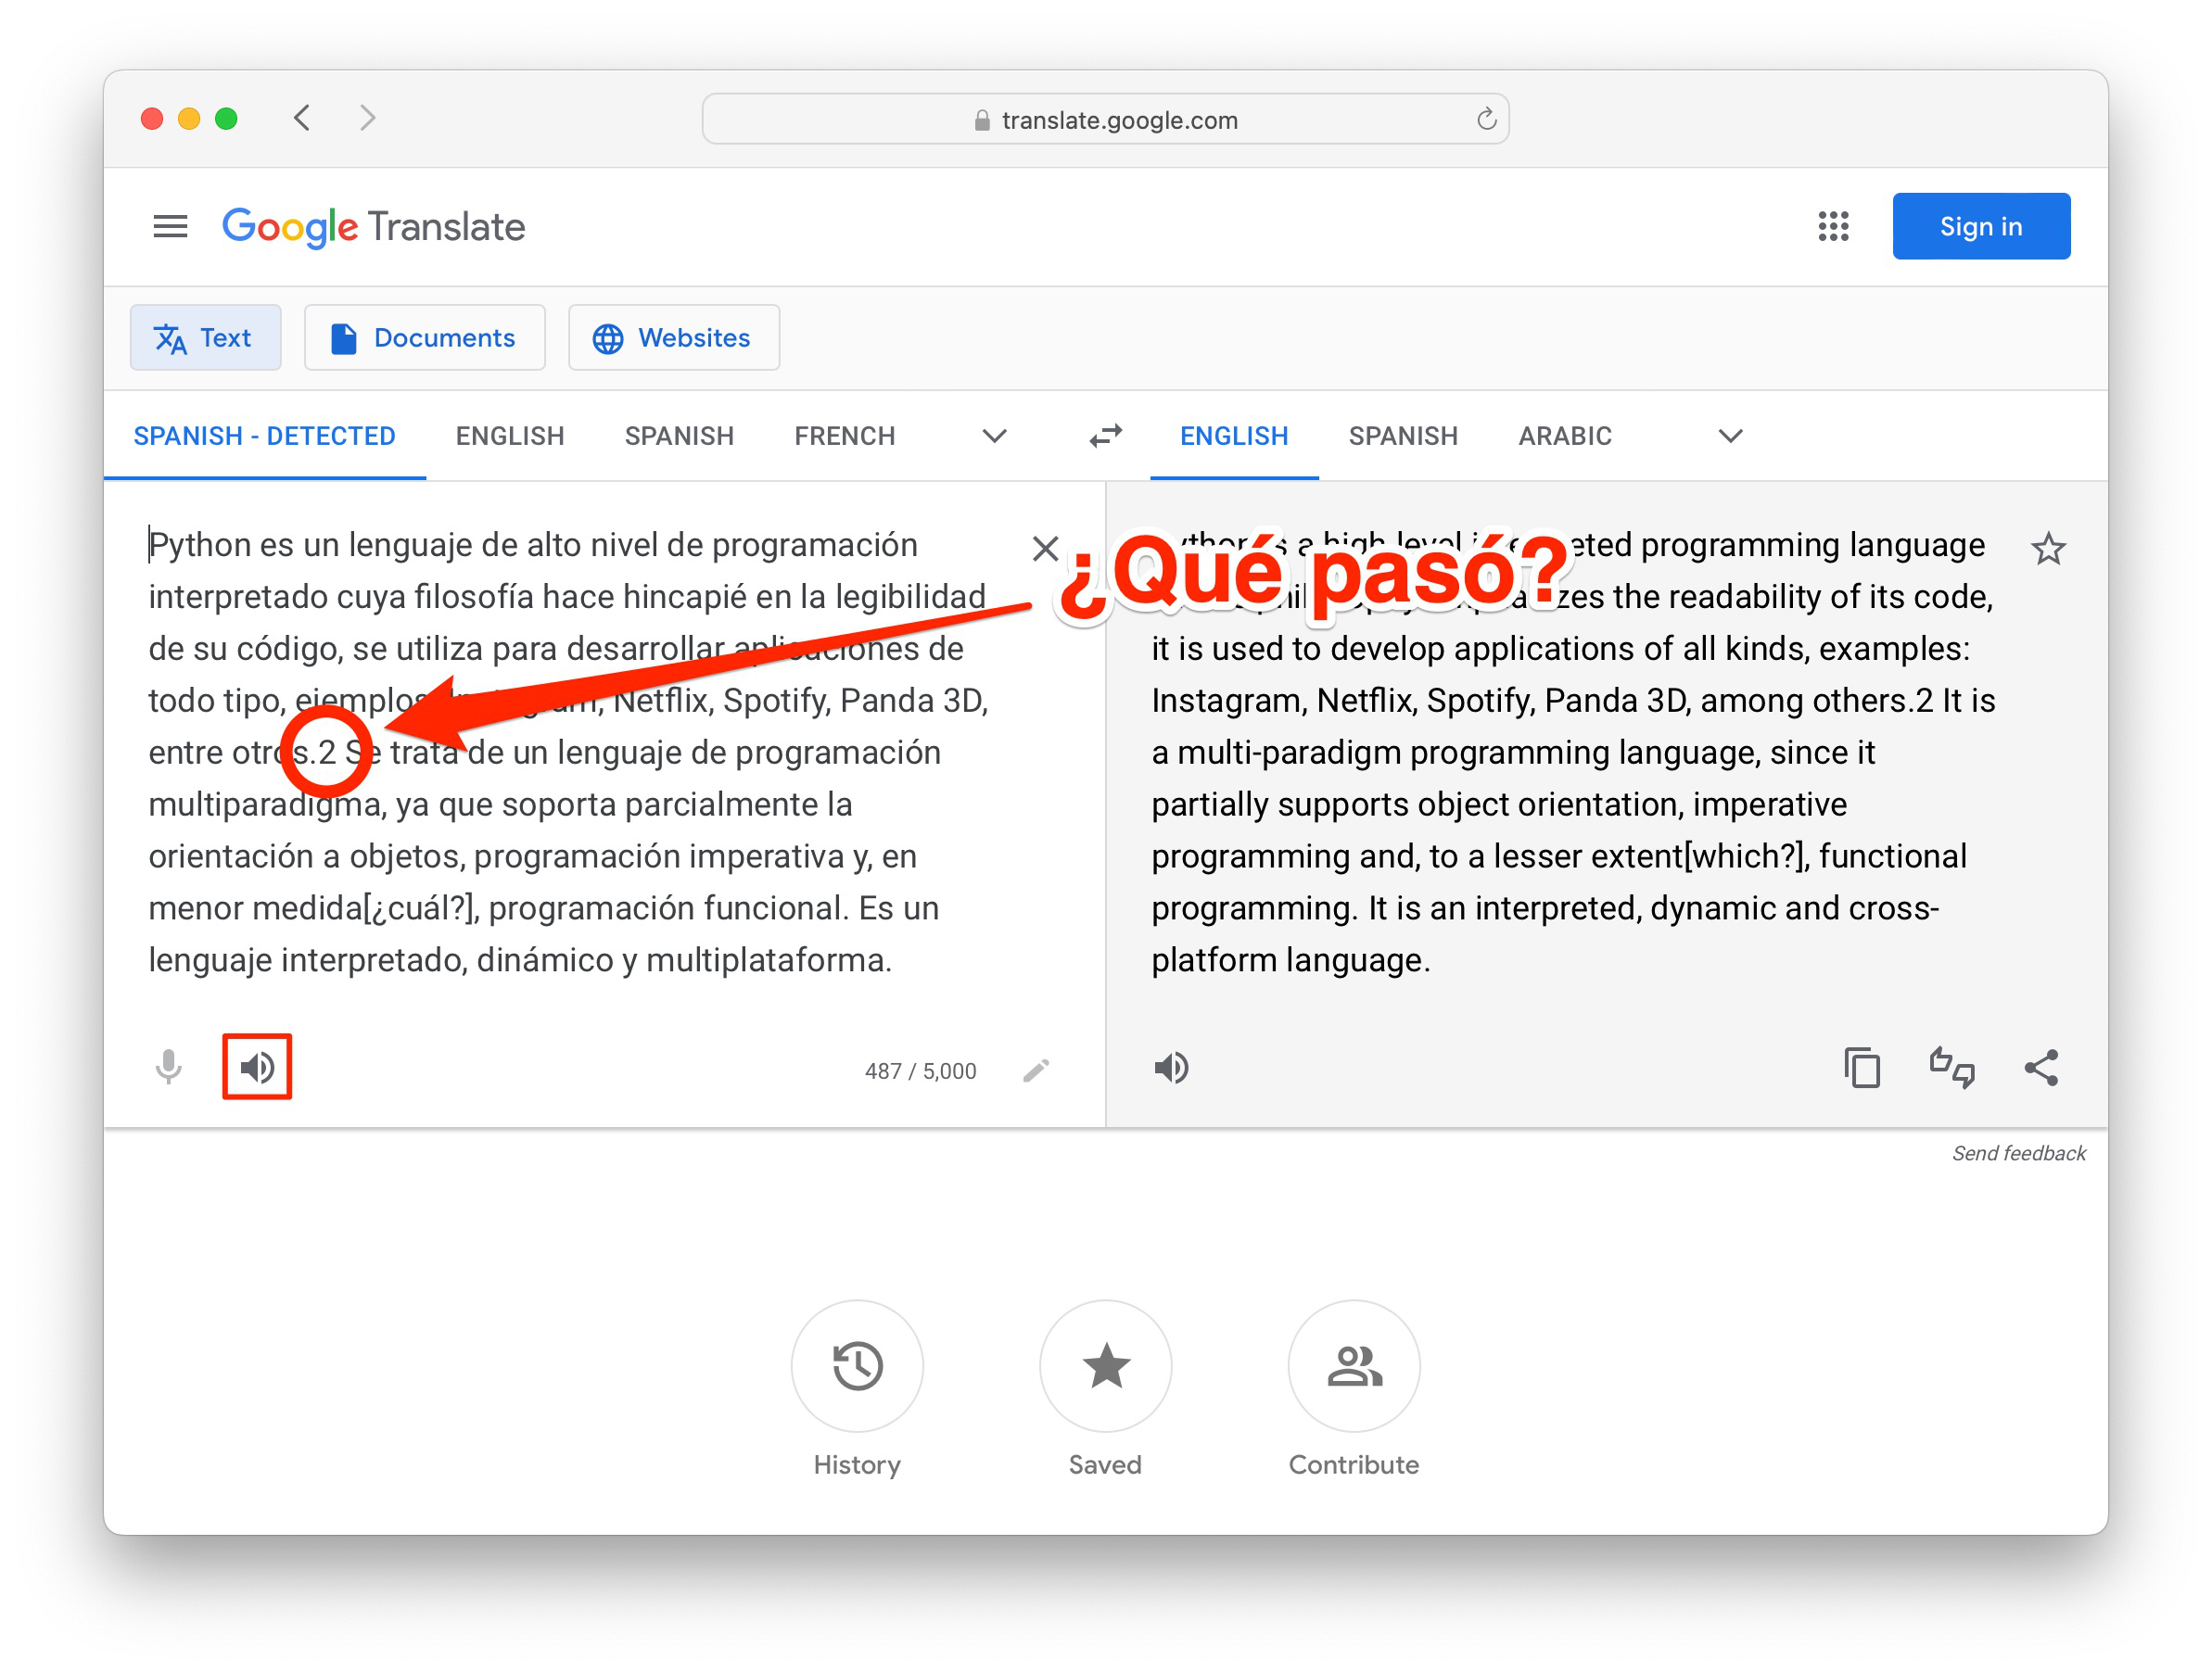 translate.google.com
Google Translate
Sign in
Text
Documents
Websites
SPANISH - DETECTED
ENGLISH
SPANISH
FRENCH
ENGLISH
SPANISH
ARABIC
Python es un lenguaje de alto nivel de programación
interpretado cuya filosofía hace hincapié en la legibilidad
de su código, se utiliza para desarrollar aplicaciones de
todo tipo, ejemplos: Netflix, Spotify, Panda 3D,
entre otros.2 Se trata de un lenguaje de programación
multiparadigma, ya que soporta parcialmente la
orientación a objetos, programación imperativa y, en
menor medida[¿cuál?], programación funcional. Es un
lenguaje interpretado, dinámico y multiplataforma.
487 / 5,000
¿Qué pasó?
is a high-level programming language
emphasizes the readability of its code,
it is used to develop applications of all kinds, examples:
Instagram, Netflix, Spotify, Panda 3D, among others.2 It is
a multi-paradigm programming language, since it
partially supports object orientation, imperative
programming and, to a lesser extent[which?], functional
programming. It is an interpreted, dynamic and cross-
platform language.
Send feedback
History
Saved
Contribute